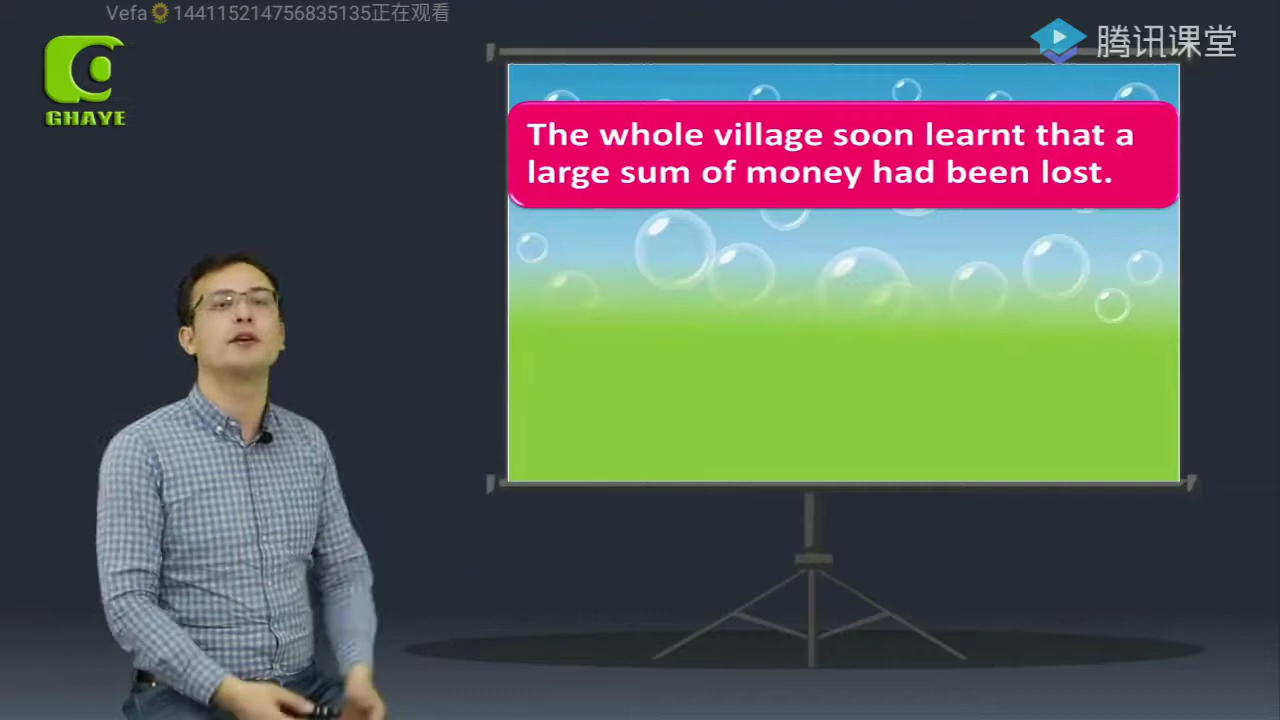 Vefa🌻144115214756835135正在观看
腾讯课堂
GHAYE
The whole village soon learnt that a
large sum of money had been lost.